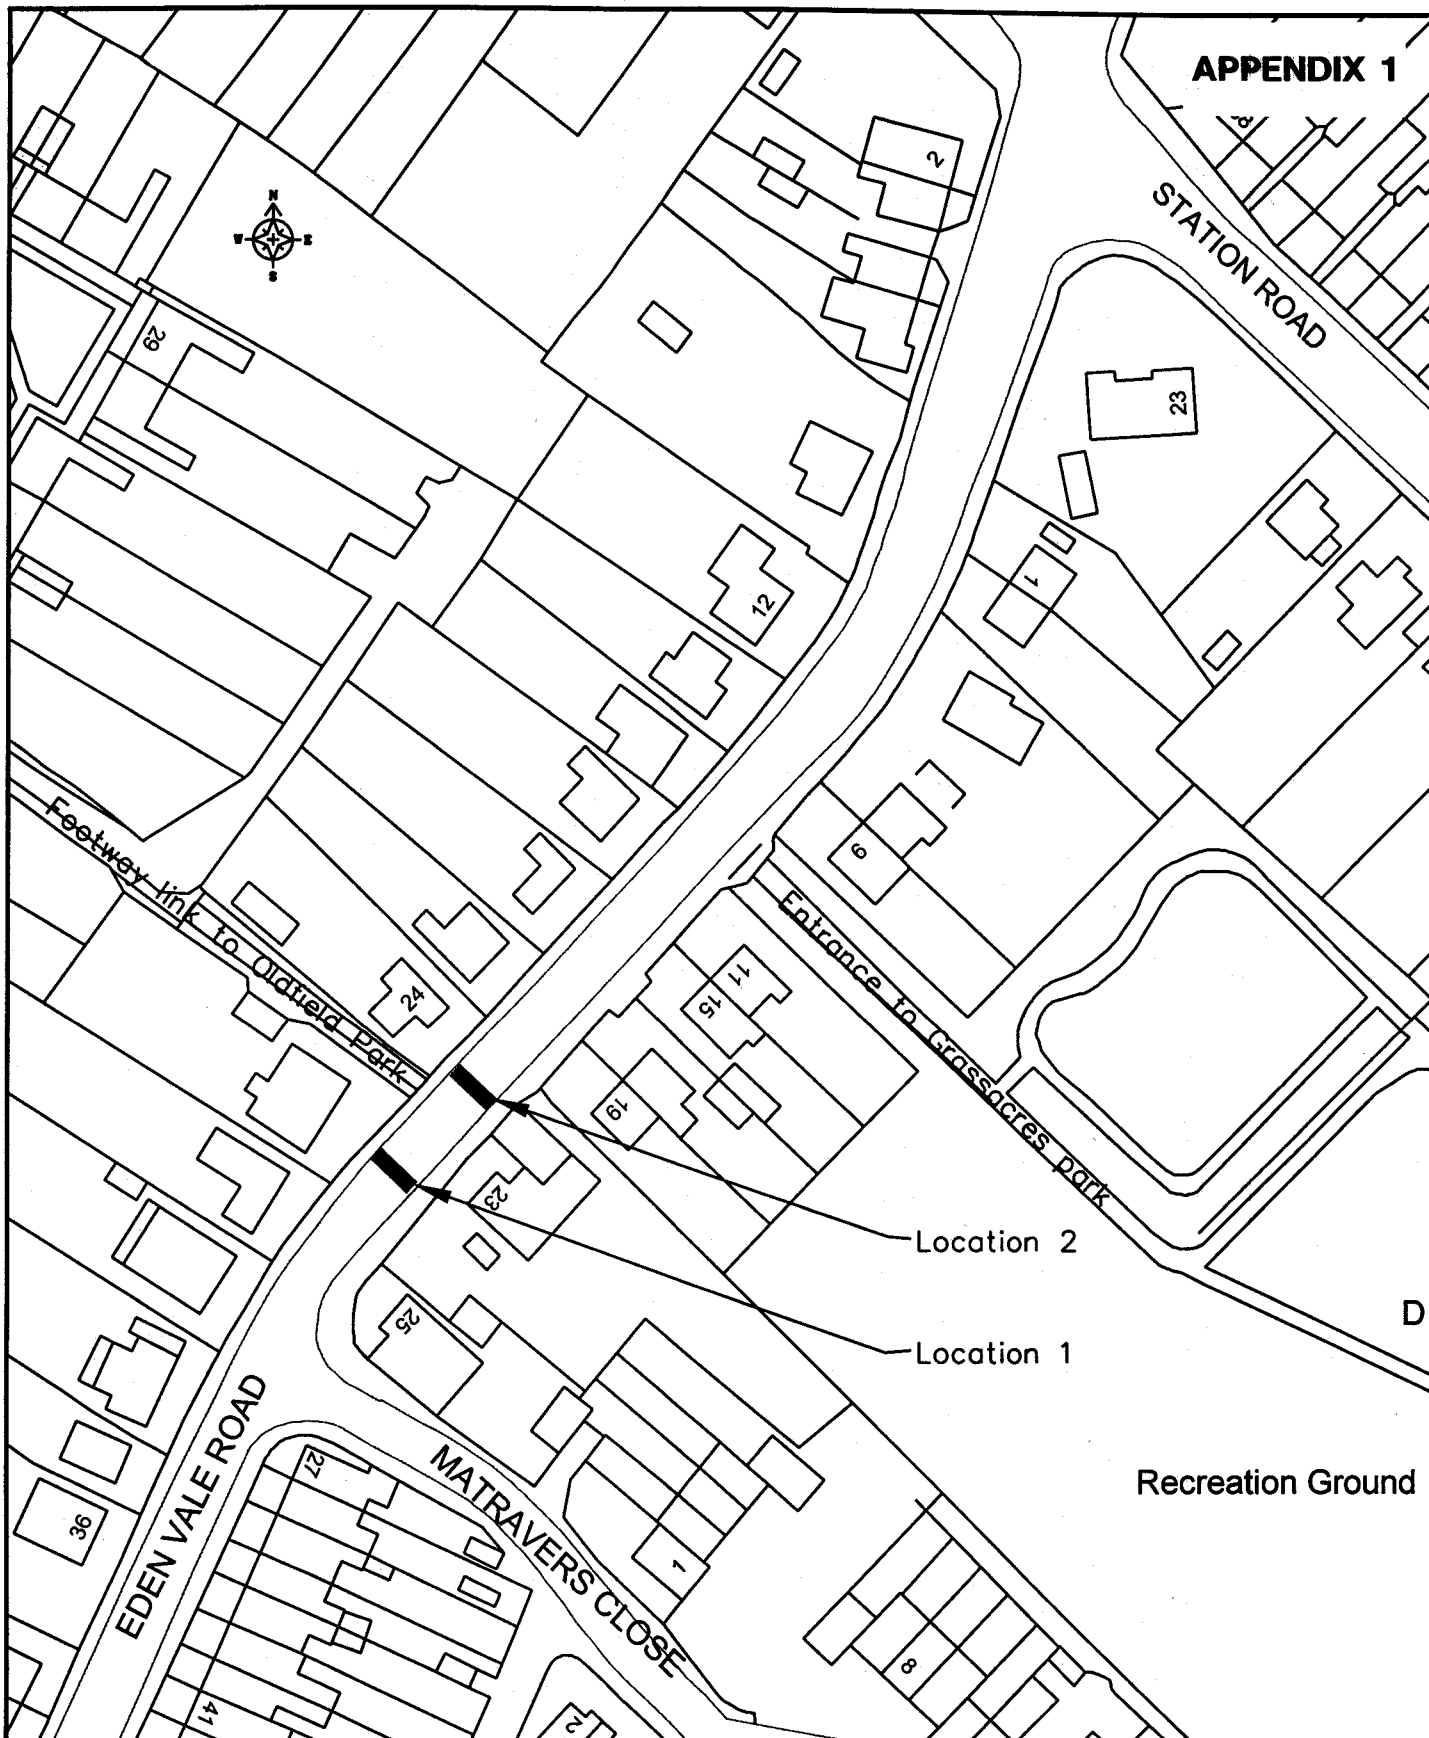 APPENDIX 1
2
STATION ROAD
N
S
29
23
1
12
9
Footway link to Oldfield Park
Entrance to Grassacres park
11
15
24
19
23
Location 2
25
Location 1
D
EDEN VALE ROAD
MATRAVERS CLOSE
27
Recreation Ground
36
1
8
41
2